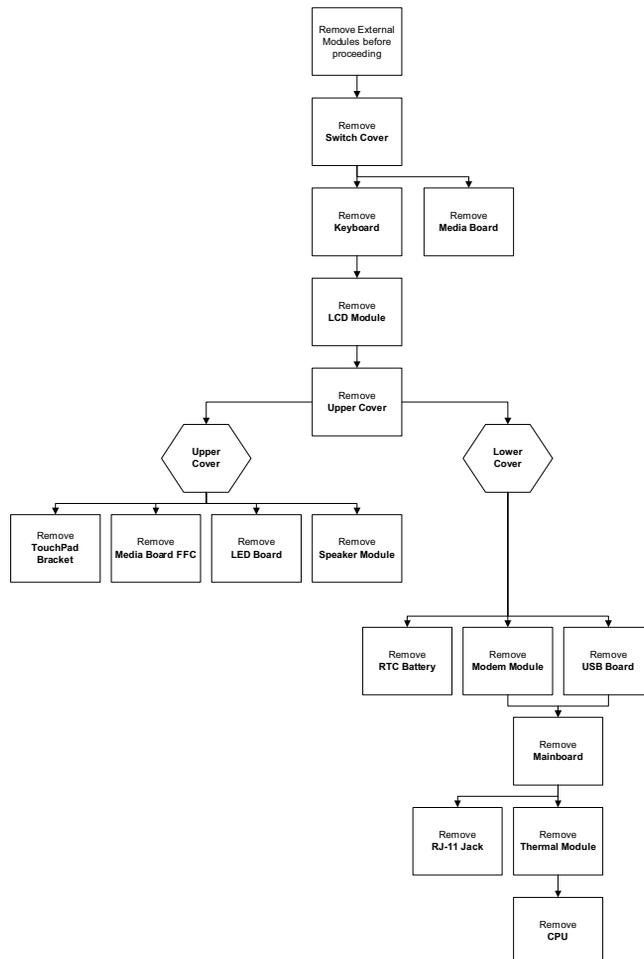 Remove External
Modules before
proceeding
Remove
Switch Cover
Remove
Keyboard
Remove
Media Board
Remove
LCD Module
Remove
Upper Cover
Upper
Cover
Lower
Cover
Remove
TouchPad
Bracket
Remove
Media Board FFC
Remove
LED Board
Remove
Speaker Module
Remove
RTC Battery
Remove
Modem Module
Remove
USB Board
Remove
Mainboard
Remove
RJ-11 Jack
Remove
Thermal Module
Remove
CPU